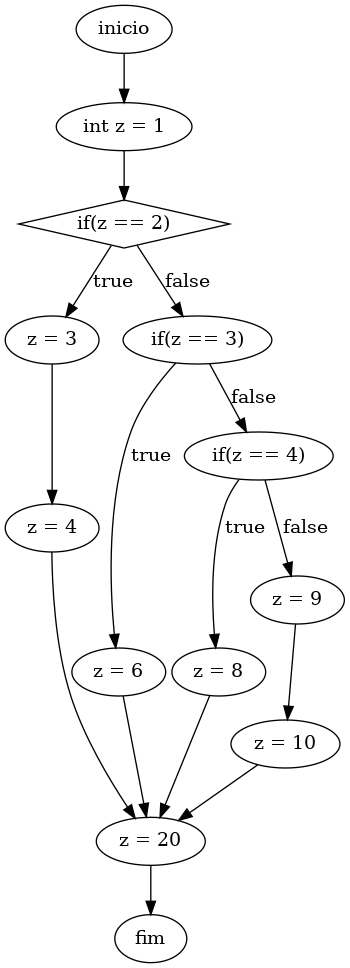 inicio
int z = 1
if(z == 2)
true
false
z = 3
if(z == 3)
true
false
if(z == 4)
z = 4
true
false
z = 9
z = 6
z = 8
z = 10
z = 20
fim